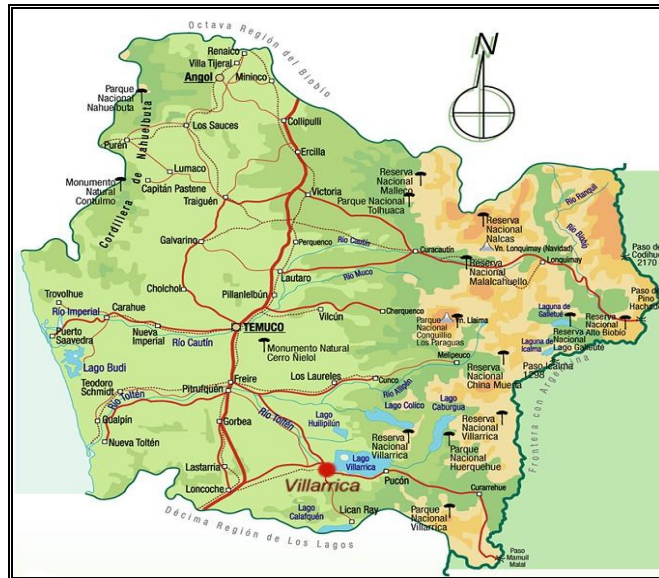 Octava Región del Biobío
N
Renaico
Villa Tijeral
Angol
Mininco
Parque
Nacional
Nahuelbuta
Los Sauces
Collipulli
Cordillera de Nahuelbuta
Purén
Ercilla
Lumaco
Monumento
Natural
Contulmo
Capitán Pastene
Traiguén
Victoria
Reserva
Nacional
Malleco
Parque Nacional
Tolhuaca
Reserva
Nacional
Nalcas
Río Ranquil
Río Biobío
Galvarino
Perquenco
Río Cautín
Curacautín
Vn. Lonquimay (Navidad)
Lonquimay
Paso de
Reserva
Nacional
Malalcahuello
2170
Lautaro
Río Muco
Cholchol
Pillanlelbún
Trovolhue
Río Imperial
Carahue
Vilcún
Cherquenco
Parque
Nacional
Conguillío
Los Paraguas
Vn. Llaima
Laguna de
Galletué
Reserva
Nacional
Alto Biobío
Paso de
Pino
Puerto
Saavedra
Nueva
Imperial
Río Cautín
TEMUCO
Monumento Natural
Cerro Ñielol
Laguna de
Icalma
Reserva
Nacional
Lago Galletué
Lago Budi
Melipeuco
Reserva
Nacional
China Muerta
Paso Icalma
1298
Teodoro
Schmidt
Freire
Pitrufquén
Los Laureles
Cunco
Río Allipén
Río Toltén
Río Toltén
Lago
Huilipilún
Lago Colico
Lago
Caburgua
Frontera con Argentina
Gualpín
Nueva Toltén
Gorbea
Reserva
Nacional
Villarrica
Reserva
Nacional
Villarrica
Parque
Nacional
Huerquehue
Lastarria
Lago
Villarrica
Loncoche
Villarrica
Pucón
Curarrehue
Lago
Calafquén
Lican Ray
Parque
Nacional
Villarrica
Décima Región de Los Lagos
Paso
Mamuil
Malal